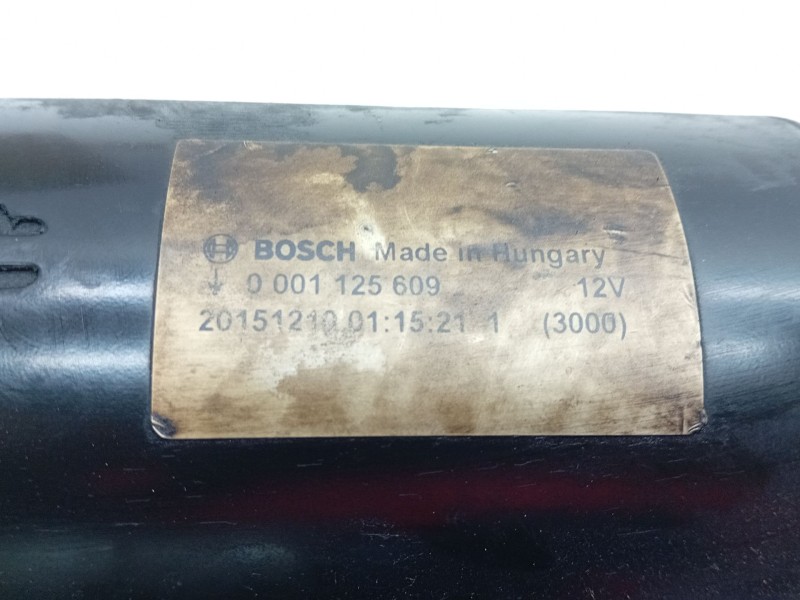 BOSCH Made in Hungary
0 001 125 609 12V
20151210 01:15:21 1 (3000)